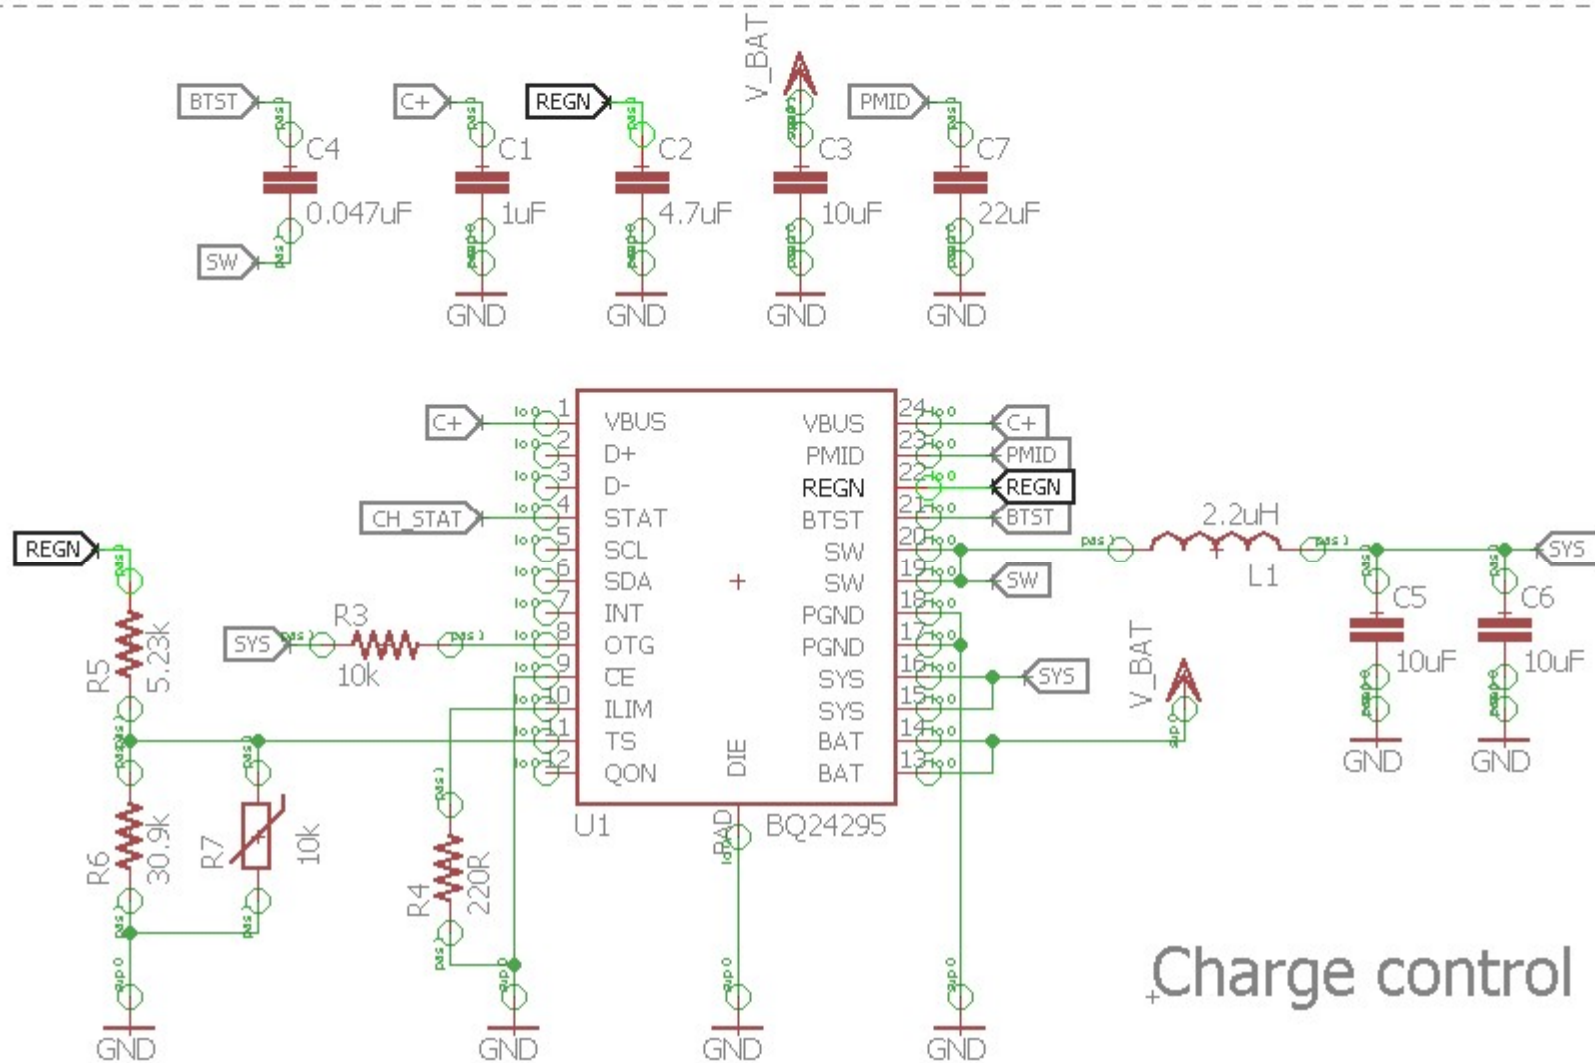 BTST
C4
0.047uF
SW
C+
C1
1uF
GND
REGN
C2
4.7uF
GND
V_BAT
C3
10uF
GND
PMID
C7
22uF
GND
C+
CH_STAT
1 VBUS
2 D+
3 D-
4 STAT
5 SCL
6 SDA
7 INT
8 OTG
9 CE
10 ILIM
11 TS
12 QON
24 VBUS
23 PMID
22 REGN
21 BTST
20 SW
19 SW
18 PGND
17 PGND
16 SYS
15 SYS
14 BAT
13 BAT
DIE
PAD
U1
BQ24295
C+
PMID
REGN
BTST
SW
SYS
2.2uH
L1
SYS
C5
10uF
GND
C6
10uF
GND
V_BAT
REGN
R5
5.23k
SYS
R3
10k
R6
30.9k
R7
10k
R4
220R
GND
GND
GND
GND
Charge control